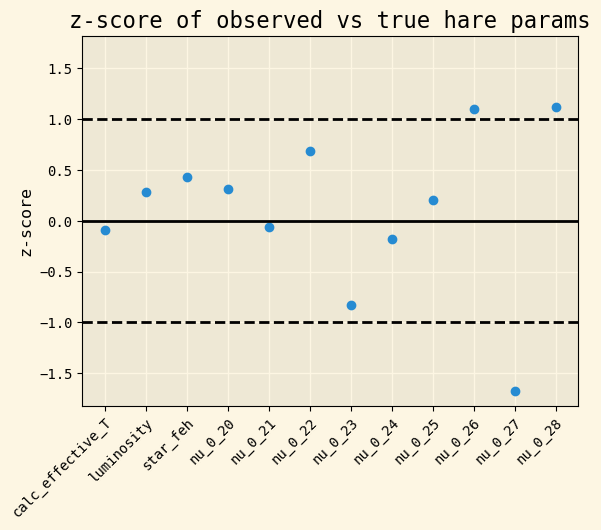 z-score of observed vs true hare params
z-score
1.5
1.0
0.5
0.0
−0.5
−1.0
−1.5
calc_effective_T
luminosity
star_feh
nu_0_20
nu_0_21
nu_0_22
nu_0_23
nu_0_24
nu_0_25
nu_0_26
nu_0_27
nu_0_28